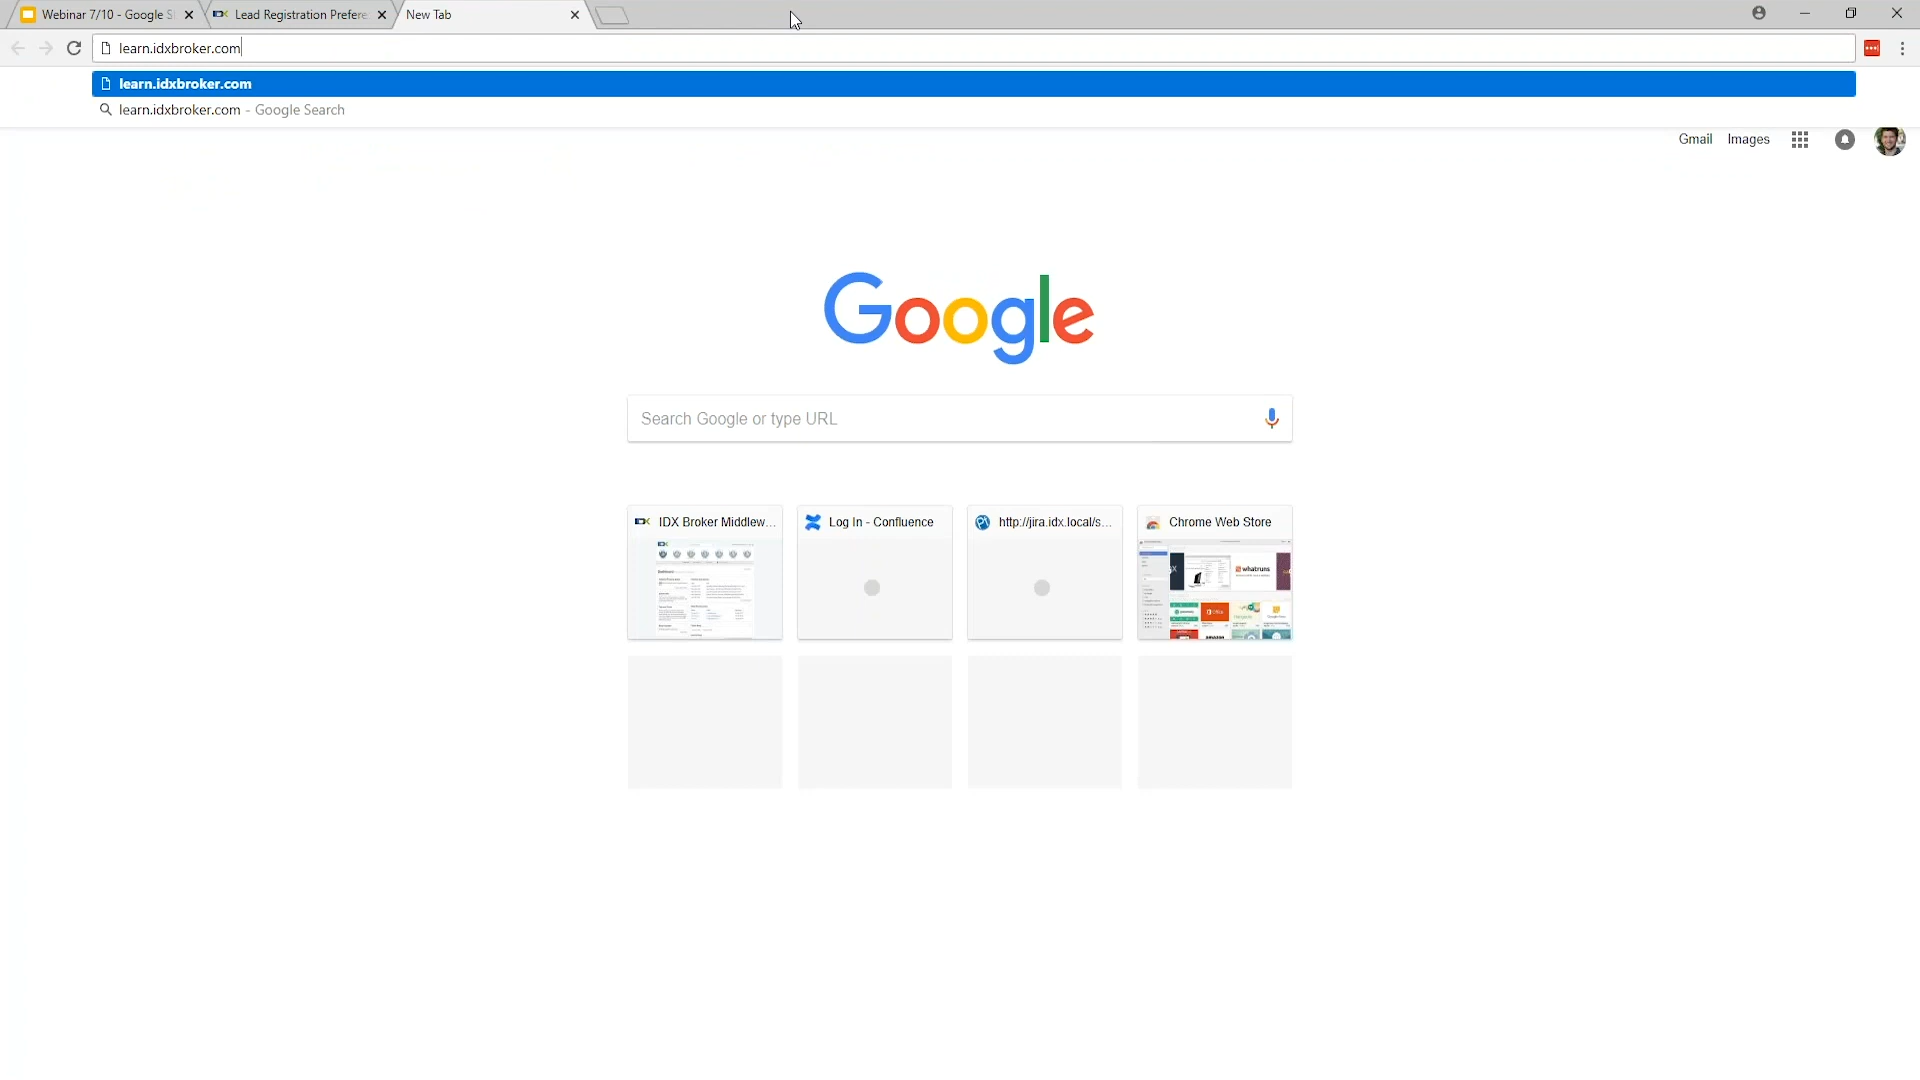 Webinar 7/10 - Google S
Lead Registration Prefere
New Tab
learn.idxbroker.com
learn.idxbroker.com
learn.idxbroker.com - Google Search
Gmail
Images
Google
Search Google or type URL
IDX Broker Middlew...
Log In - Confluence
http://jira.idx.local/s...
Chrome Web Store
whatruns
Office